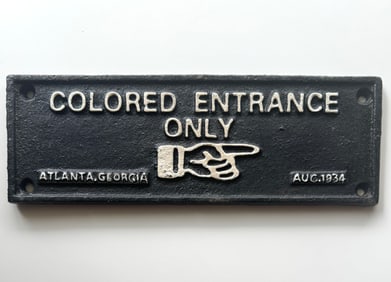 COLORED ENTRANCE
ONLY
ATLANTA, GEORGIA AUG. 1934